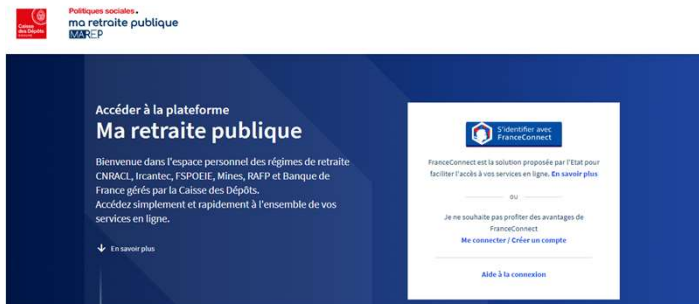 Caisse
des Dépôts
Politiques sociales.
ma retraite publique
MAREP
Accéder à la plateforme
Ma retraite publique
Bienvenue dans l'espace personnel des régimes de retraite
CNRACL, Ircantec, FSPOEIE, Mines, RAFP et Banque de
France gérés par la Caisse des Dépôts.
Accédez simplement et rapidement à l'ensemble de vos
services en ligne.
En savoir plus
S'identifier avec
FranceConnect
FranceConnect est la solution proposée par l'Etat pour
faciliter l'accès à vos services en ligne. En savoir plus
ou
Je ne souhaite pas profiter des avantages de
FranceConnect
Me connecter / Créer un compte
Aide à la connexion